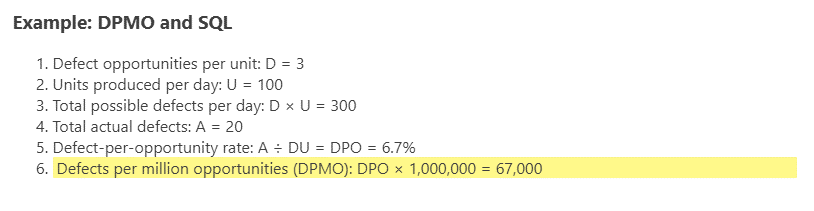 Example: DPMO and SQL
1. Defect opportunities per unit: D = 3
2. Units produced per day: U = 100
3. Total possible defects per day: D × U = 300
4. Total actual defects: A = 20
5. Defect-per-opportunity rate: A ÷ DU = DPO = 6.7%
6. Defects per million opportunities (DPMO): DPO × 1,000,000 = 67,000